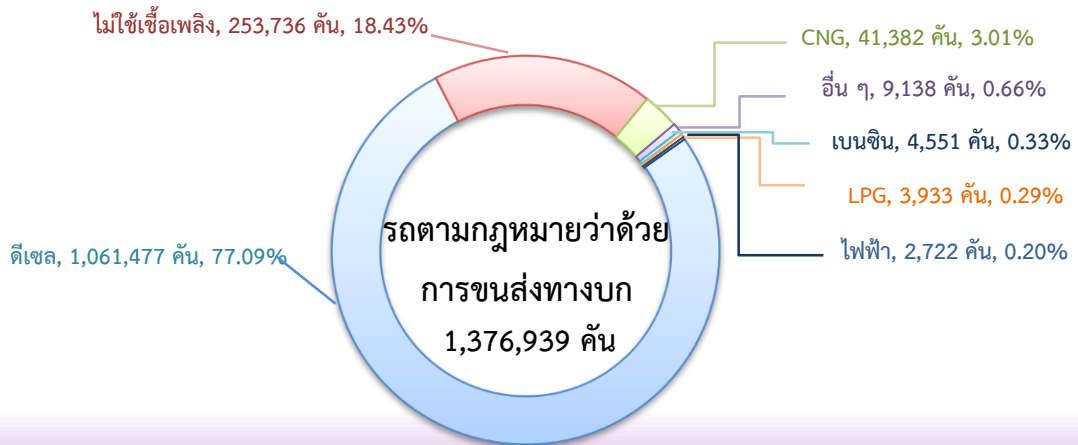 ไม่ใช้เชื้อเพลิง, 253,736 คัน, 18.43%
CNG, 41,382 คัน, 3.01%
อื่น ๆ, 9,138 คัน, 0.66%
เบนซิน, 4,551 คัน, 0.33%
LPG, 3,933 คัน, 0.29%
ไฟฟ้า, 2,722 คัน, 0.20%
ดีเซล, 1,061,477 คัน, 77.09%
รถตามกฎหมายว่าด้วย
การขนส่งทางบก
1,376,939 คัน